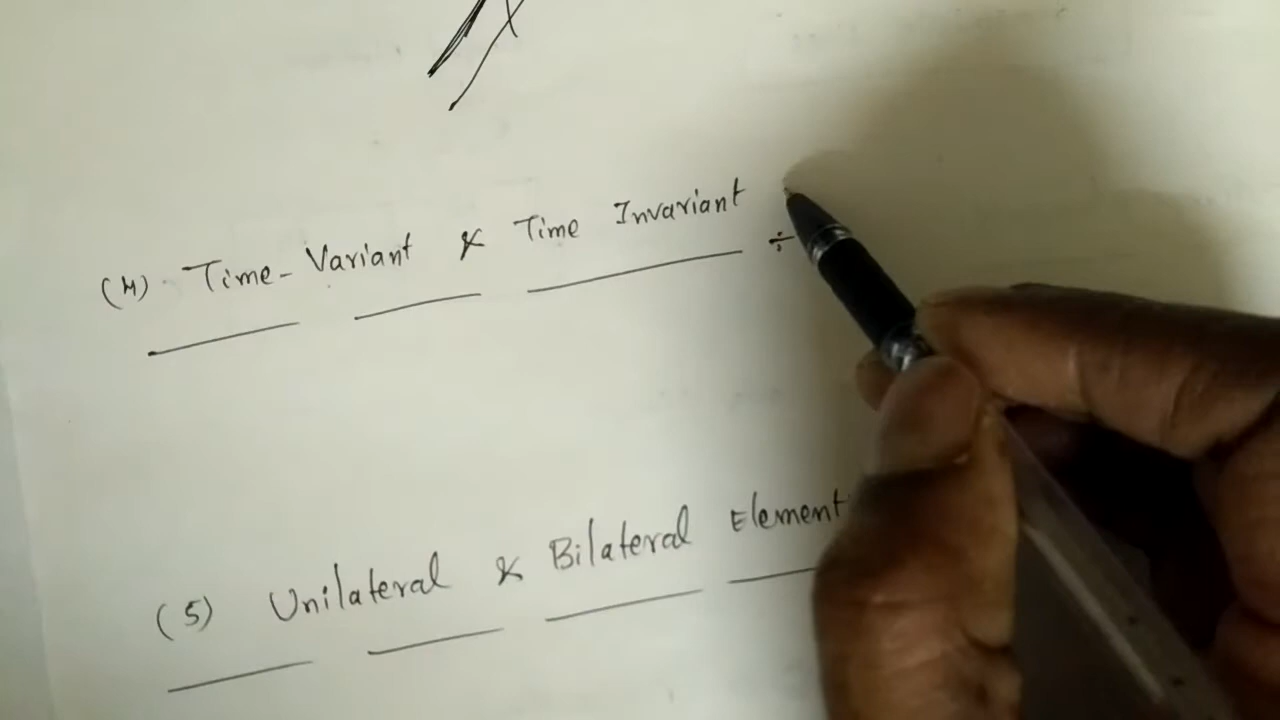 (4) Time-Variant & Time Invariant :-
(5) Unilateral & Bilateral Element